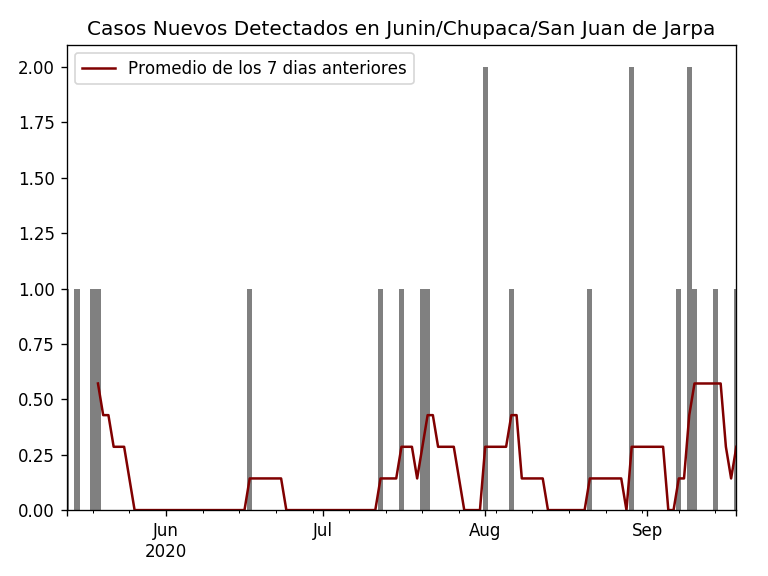 Casos Nuevos Detectados en Junin/Chupaca/San Juan de Jarpa
Promedio de los 7 dias anteriores
2.00
1.75
1.50
1.25
1.00
0.75
0.50
0.25
0.00
Jun
2020
Jul
Aug
Sep